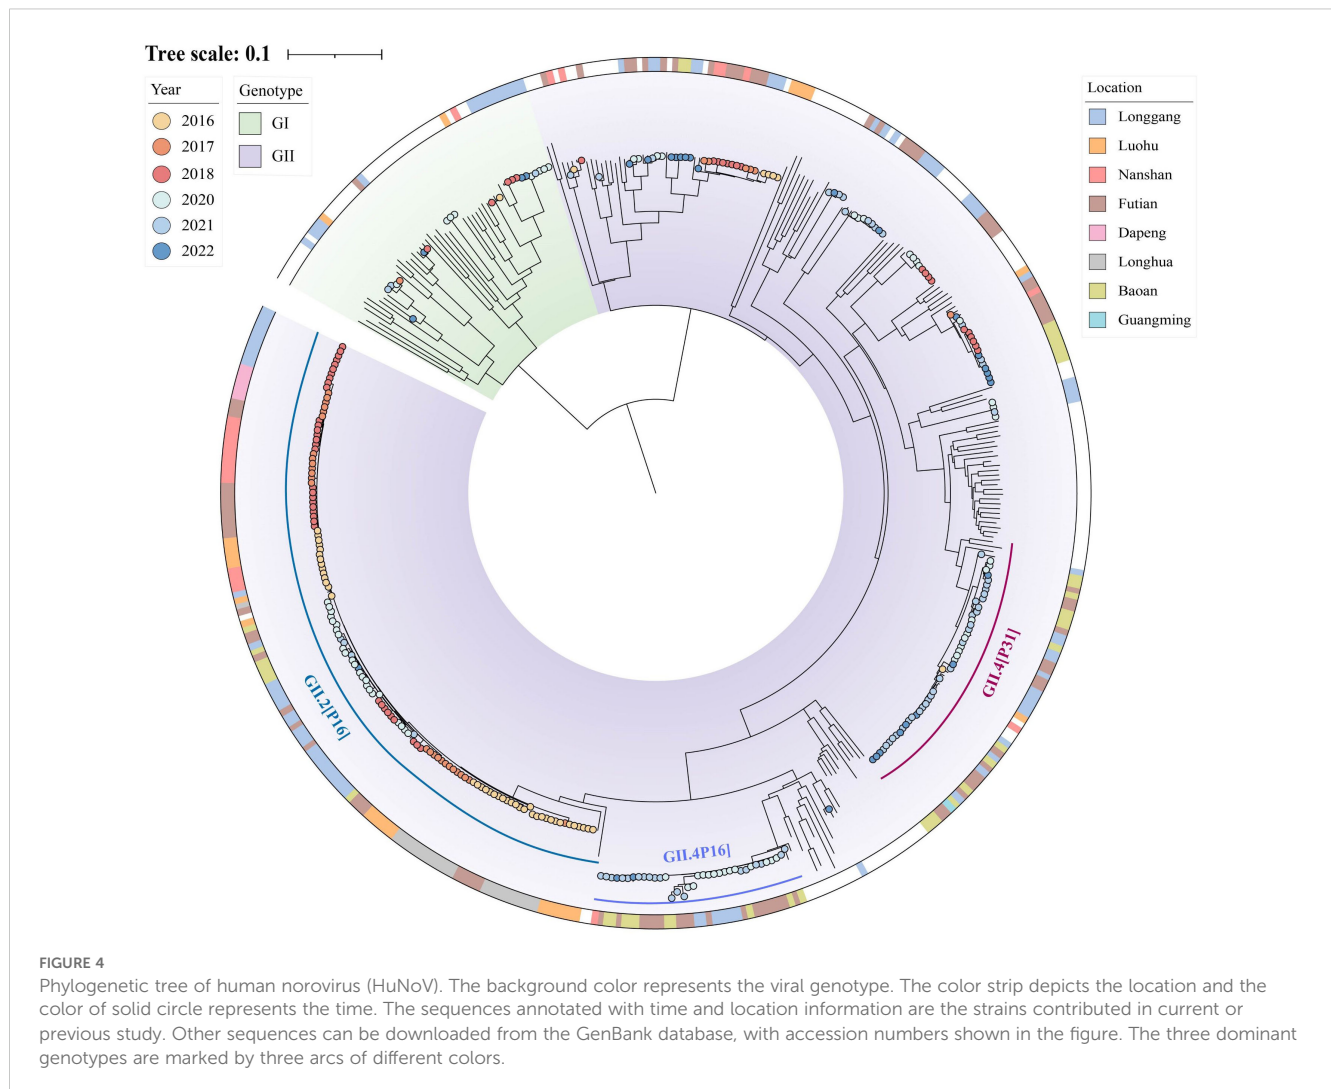 Tree scale: 0.1
Year
2016
2017
2018
2020
2021
2022
Genotype
GI
GII
Location
Longgang
Luohu
Nanshan
Futian
Dapeng
Longhua
Baoan
Guangming
GII.4[P31]
GII.2[P16]
GII.4P16]
FIGURE 4
Phylogenetic tree of human norovirus (HuNoV). The background color represents the viral genotype. The color strip depicts the location and the
color of solid circle represents the time. The sequences annotated with time and location information are the strains contributed in current or
previous study. Other sequences can be downloaded from the GenBank database, with accession numbers shown in the figure. The three dominant
genotypes are marked by three arcs of different colors.